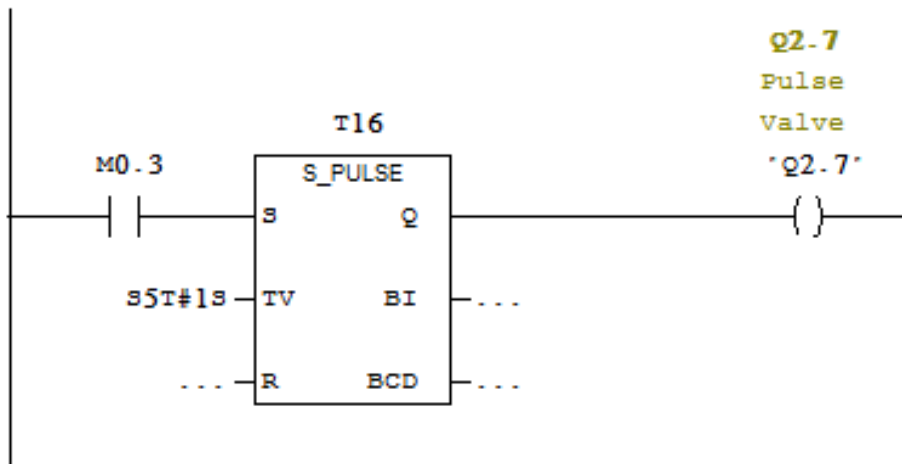 Q2.7
Pulse
Valve
T16
M0.3
S_PULSE
"Q2.7"
S
Q
S5T#1S
TV
BI
...
...
R
BCD
...